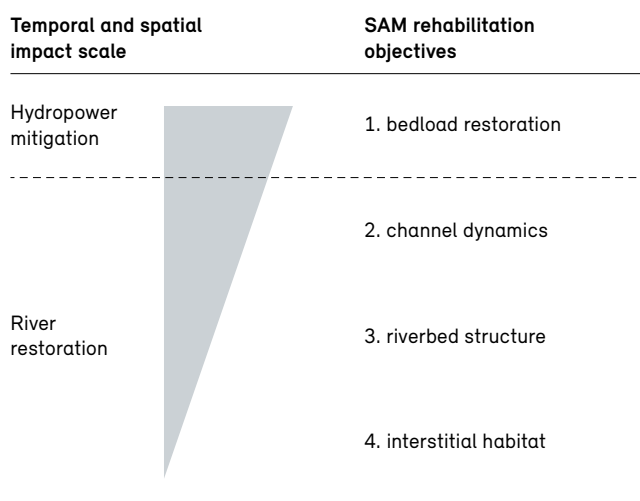 Temporal and spatial
impact scale
SAM rehabilitation
objectives
Hydropower
mitigation
1. bedload restoration
2. channel dynamics
River
restoration
3. riverbed structure
4. interstitial habitat